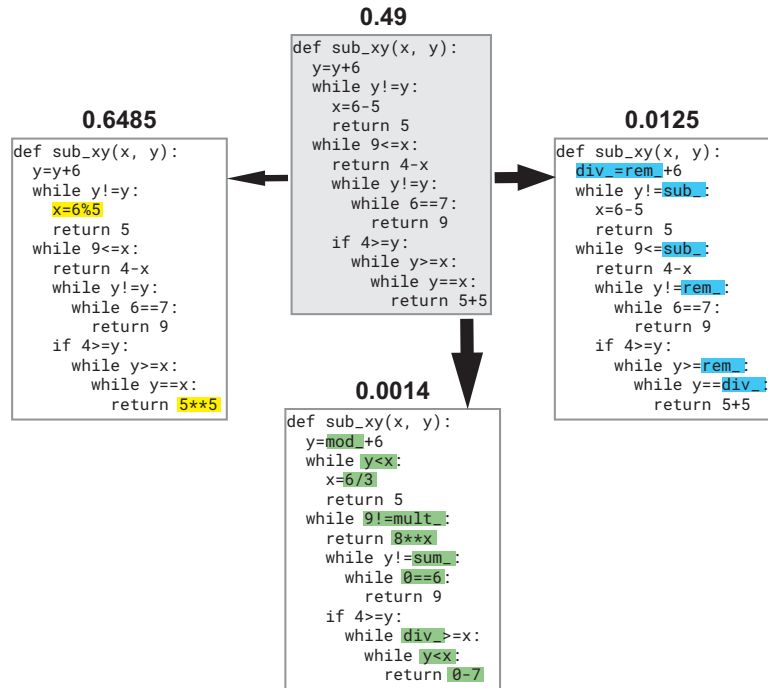 0.49
def sub_xy(x, y):
  y=y+6
  while y!=y:
    x=6-5
    return 5
  while 9<=x:
    return 4-x
    while y!=y:
      while 6==7:
        return 9
    if 4>=y:
      while y>=x:
        while y==x:
          return 5+5
0.6485
def sub_xy(x, y):
  y=y+6
  while y!=y:
    x=6%5
    return 5
  while 9<=x:
    return 4-x
    while y!=y:
      while 6==7:
        return 9
    if 4>=y:
      while y>=x:
        while y==x:
          return 5**5
0.0125
def sub_xy(x, y):
  div_=rem_+6
  while y!=sub_:
    x=6-5
    return 5
  while 9<=sub_:
    return 4-x
    while y!=rem_:
      while 6==7:
        return 9
    if 4>=y:
      while y>=rem_:
        while y==div_:
          return 5+5
0.0014
def sub_xy(x, y):
  y=mod_+6
  while y<x:
    x=6/3
    return 5
  while 9!=mult_:
    return 8**x
    while y!=sum_:
      while 0==6:
        return 9
    if 4>=y:
      while div_>=x:
        while y<x:
          return 0-7